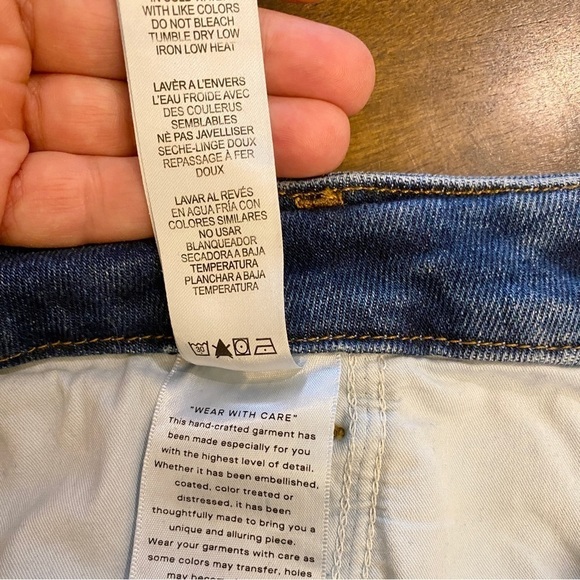 WITH LIKE COLORS
DO NOT BLEACH
TUMBLE DRY LOW
IRON LOW HEAT
LAVÈR A L'ENVERS
L'EAU FROIDE AVEC
DES COULERUS
SEMBLABLES
NÈ PAS JAVELLISER
SECHE-LINGE DOUX
REPASSAGE À FER
DOUX
LAVAR AL REVÉS
EN AGUA FRÍA CON
COLORES SIMILARES
NO USAR
BLANQUEADOR
SECADORA A BAJA
TEMPERATURA
PLANCHAR A BAJA
TEMPERATURA
30
"WEAR WITH CARE"
This hand-crafted garment has
been made especially for you
with the highest level of detail.
Whether it has been embellished,
coated, color treated or
distressed, it has been
thoughtfully made to bring you a
unique and alluring piece.
Wear your garments with care as
some colors may transfer, holes
may